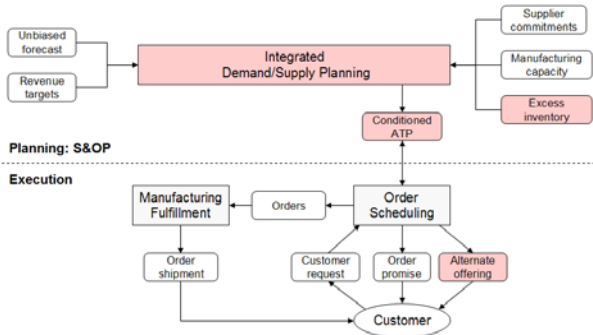 Unbiased
forecast
Revenue
targets
Integrated
Demand/Supply Planning
Supplier
commitments
Manufacturing
capacity
Excess
inventory
Conditioned
ATP
Planning: S&OP
Execution
Manufacturing
Fulfillment
Orders
Order
Scheduling
Order
shipment
Customer
request
Order
promise
Alternate
offering
Customer